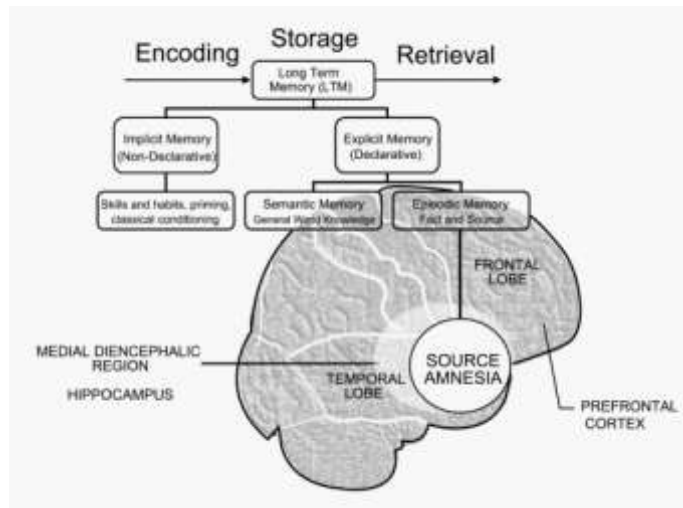 Encoding
Storage
Retrieval
Long Term
Memory (LTM)
Implicit Memory
(Non-Declarative)
Explicit Memory
(Declarative)
Skills and habits, priming,
classical conditioning
Semantic Memory
General World Knowledge
Episodic Memory
Fact and Source
FRONTAL
LOBE
MEDIAL DIENCEPHALIC
REGION
HIPPOCAMPUS
TEMPORAL
LOBE
SOURCE
AMNESIA
PREFRONTAL
CORTEX